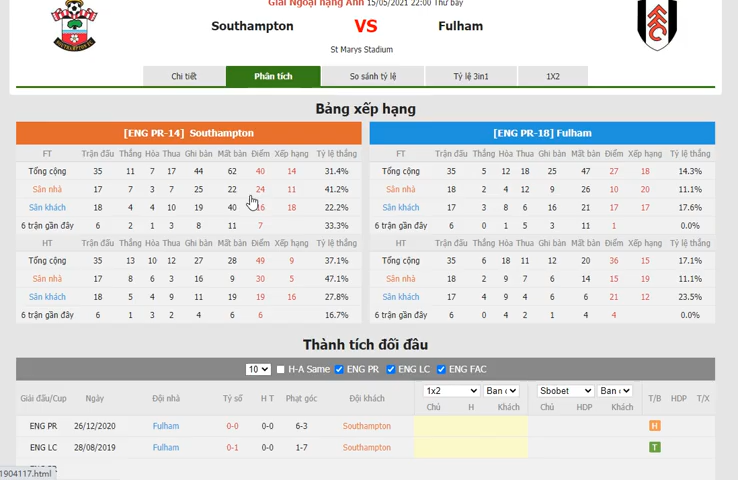 Giải Ngoại hạng Anh 15/05/2021 22:00 Thứ bảy
Southampton VS Fulham
St Marys Stadium
Chi tiết Phân tích So sánh tỷ lệ Tỷ lệ 3in1 1X2
Bảng xếp hạng
[ENG PR-14] Southampton
FT Trận đấu Thắng Hòa Thua Ghi bàn Mất bàn Điểm Xếp hạng Tỷ lệ thắng
Tổng cộng 35 11 7 17 44 62 40 14 31.4%
Sân nhà 17 7 3 7 25 22 24 11 41.2%
Sân khách 18 4 4 10 19 40 16 18 22.2%
6 trận gần đây 6 2 1 3 8 11 7 33.3%
HT Trận đấu Thắng Hòa Thua Ghi bàn Mất bàn Điểm Xếp hạng Tỷ lệ thắng
Tổng cộng 35 13 10 12 27 28 49 9 37.1%
Sân nhà 17 8 6 3 16 9 30 5 47.1%
Sân khách 18 5 4 9 11 19 19 16 27.8%
6 trận gần đây 6 1 3 2 4 6 6 16.7%
[ENG PR-18] Fulham
FT Trận đấu Thắng Hòa Thua Ghi bàn Mất bàn Điểm Xếp hạng Tỷ lệ thắng
Tổng cộng 35 5 12 18 25 47 27 18 14.3%
Sân nhà 18 2 4 12 9 26 10 20 11.1%
Sân khách 17 3 8 6 16 21 17 17 17.6%
6 trận gần đây 6 0 1 5 3 11 1 0.0%
HT Trận đấu Thắng Hòa Thua Ghi bàn Mất bàn Điểm Xếp hạng Tỷ lệ thắng
Tổng cộng 35 6 18 11 12 20 36 15 17.1%
Sân nhà 18 2 9 7 6 14 15 19 11.1%
Sân khách 17 4 9 4 6 6 21 12 23.5%
6 trận gần đây 6 0 4 2 1 4 4 0.0%
Thành tích đối đầu
10 H-A Same ENG PR ENG LC ENG FAC
Giải đấu/Cup Ngày Đội nhà Tỷ số H T Phạt góc Đội khách 1x2 Ban Sbobet Ban T/B HDP T/X
Chủ H Khách Chủ HDP Khách
ENG PR 26/12/2020 Fulham 0-0 0-0 6-3 Southampton H
ENG LC 28/08/2019 Fulham 0-1 0-0 1-7 Southampton T
1904117.html